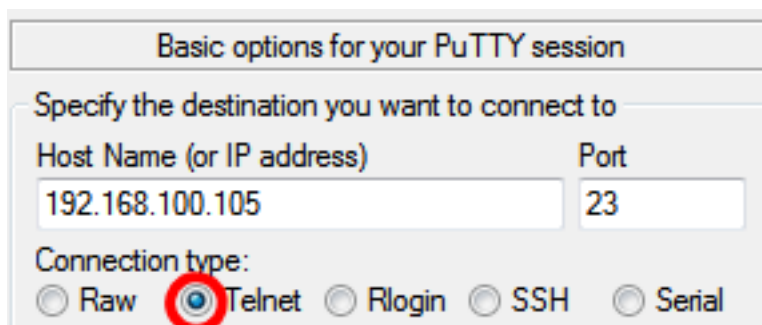 Basic options for your PuTTY session
Specify the destination you want to connect to
Host Name (or IP address) Port
192.168.100.105 23
Connection type:
Raw Telnet Rlogin SSH Serial